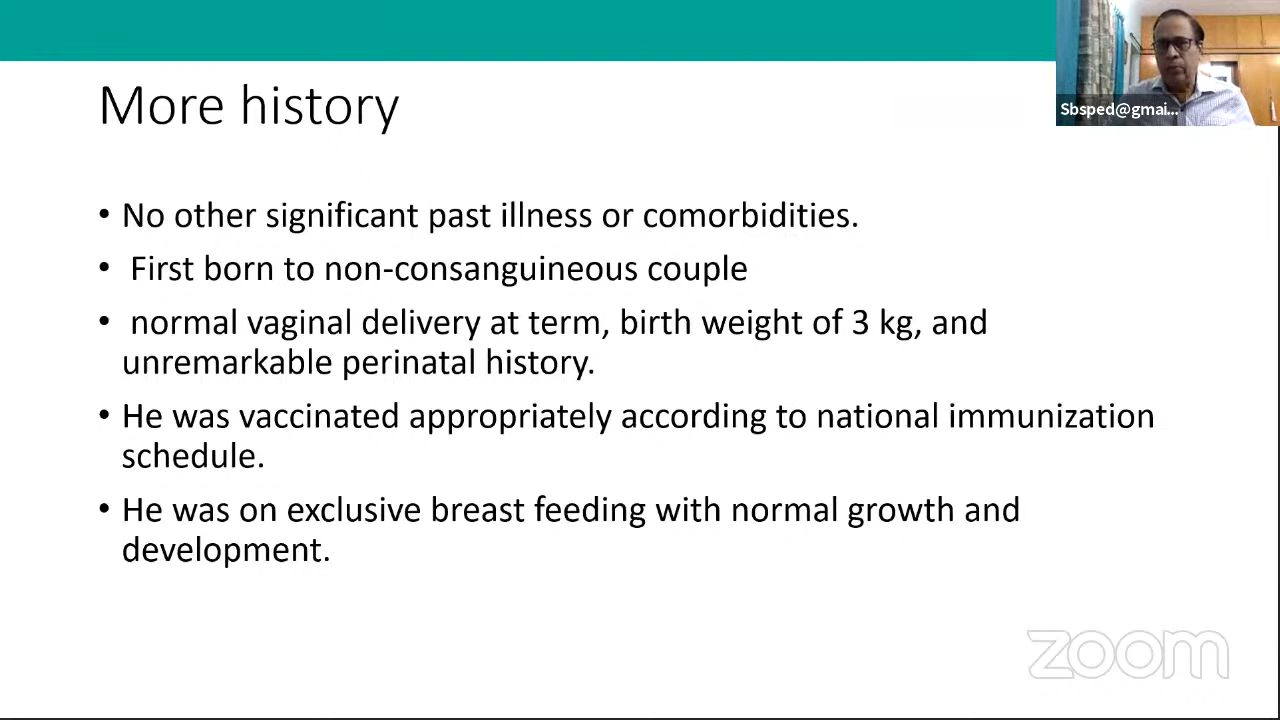 More history
Sbsped@gmai...
• No other significant past illness or comorbidities.
• First born to non-consanguineous couple
• normal vaginal delivery at term, birth weight of 3 kg, and
unremarkable perinatal history.
• He was vaccinated appropriately according to national immunization
schedule.
• He was on exclusive breast feeding with normal growth and
development.
zoom